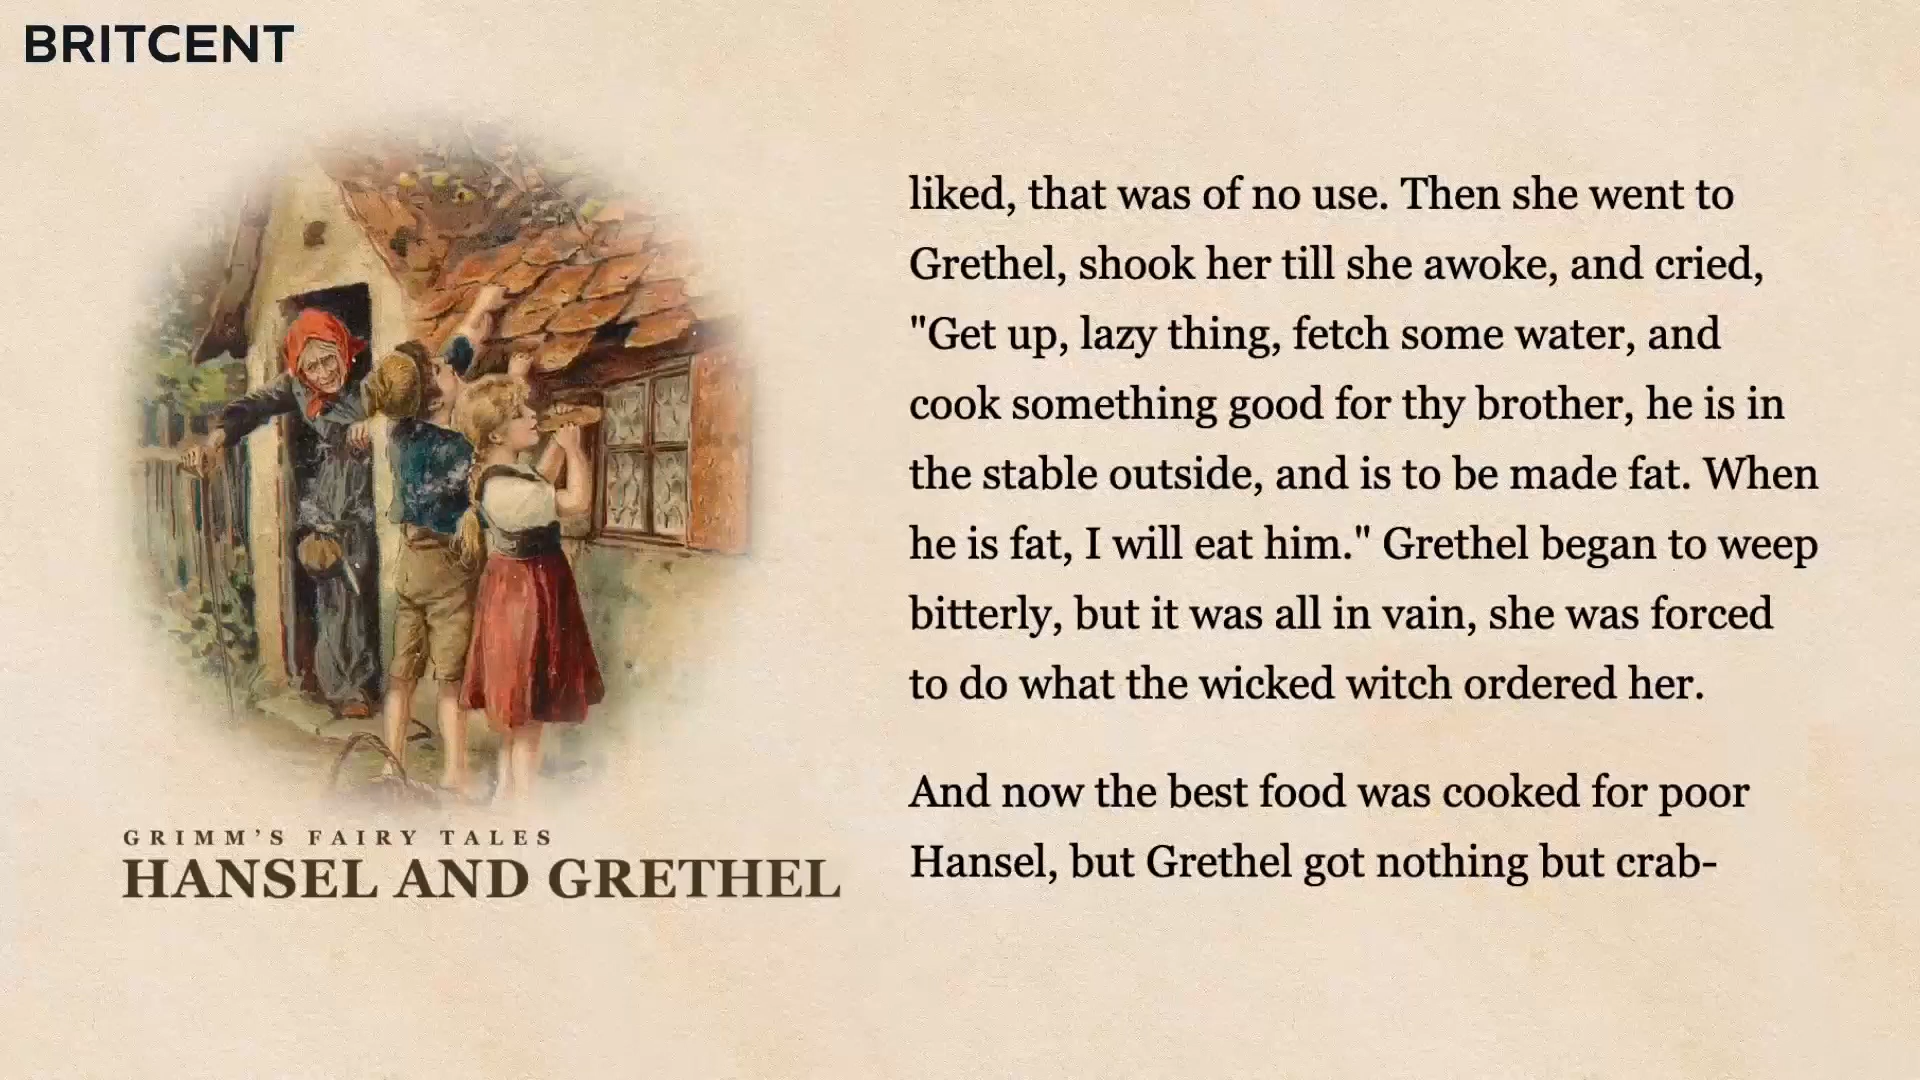 BRITCENT
GRIMM'S FAIRY TALES
HANSEL AND GRETHEL
liked, that was of no use. Then she went to
Grethel, shook her till she awoke, and cried,
"Get up, lazy thing, fetch some water, and
cook something good for thy brother, he is in
the stable outside, and is to be made fat. When
he is fat, I will eat him." Grethel began to weep
bitterly, but it was all in vain, she was forced
to do what the wicked witch ordered her.
And now the best food was cooked for poor
Hansel, but Grethel got nothing but crab-